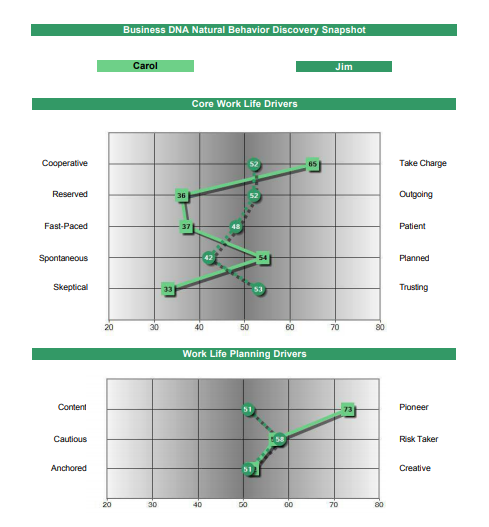 Business DNA Natural Behavior Discovery Snapshot
Carol Jim
Core Work Life Drivers
Cooperative 52 65 Take Charge
Reserved 36 52 Outgoing
Fast-Paced 37 48 Patient
Spontaneous 42 54 Planned
Skeptical 33 53 Trusting
20 30 40 50 60 70 80
Work Life Planning Drivers
Content 51 73 Pioneer
Cautious 58 Risk Taker
Anchored 51 Creative
20 30 40 50 60 70 80